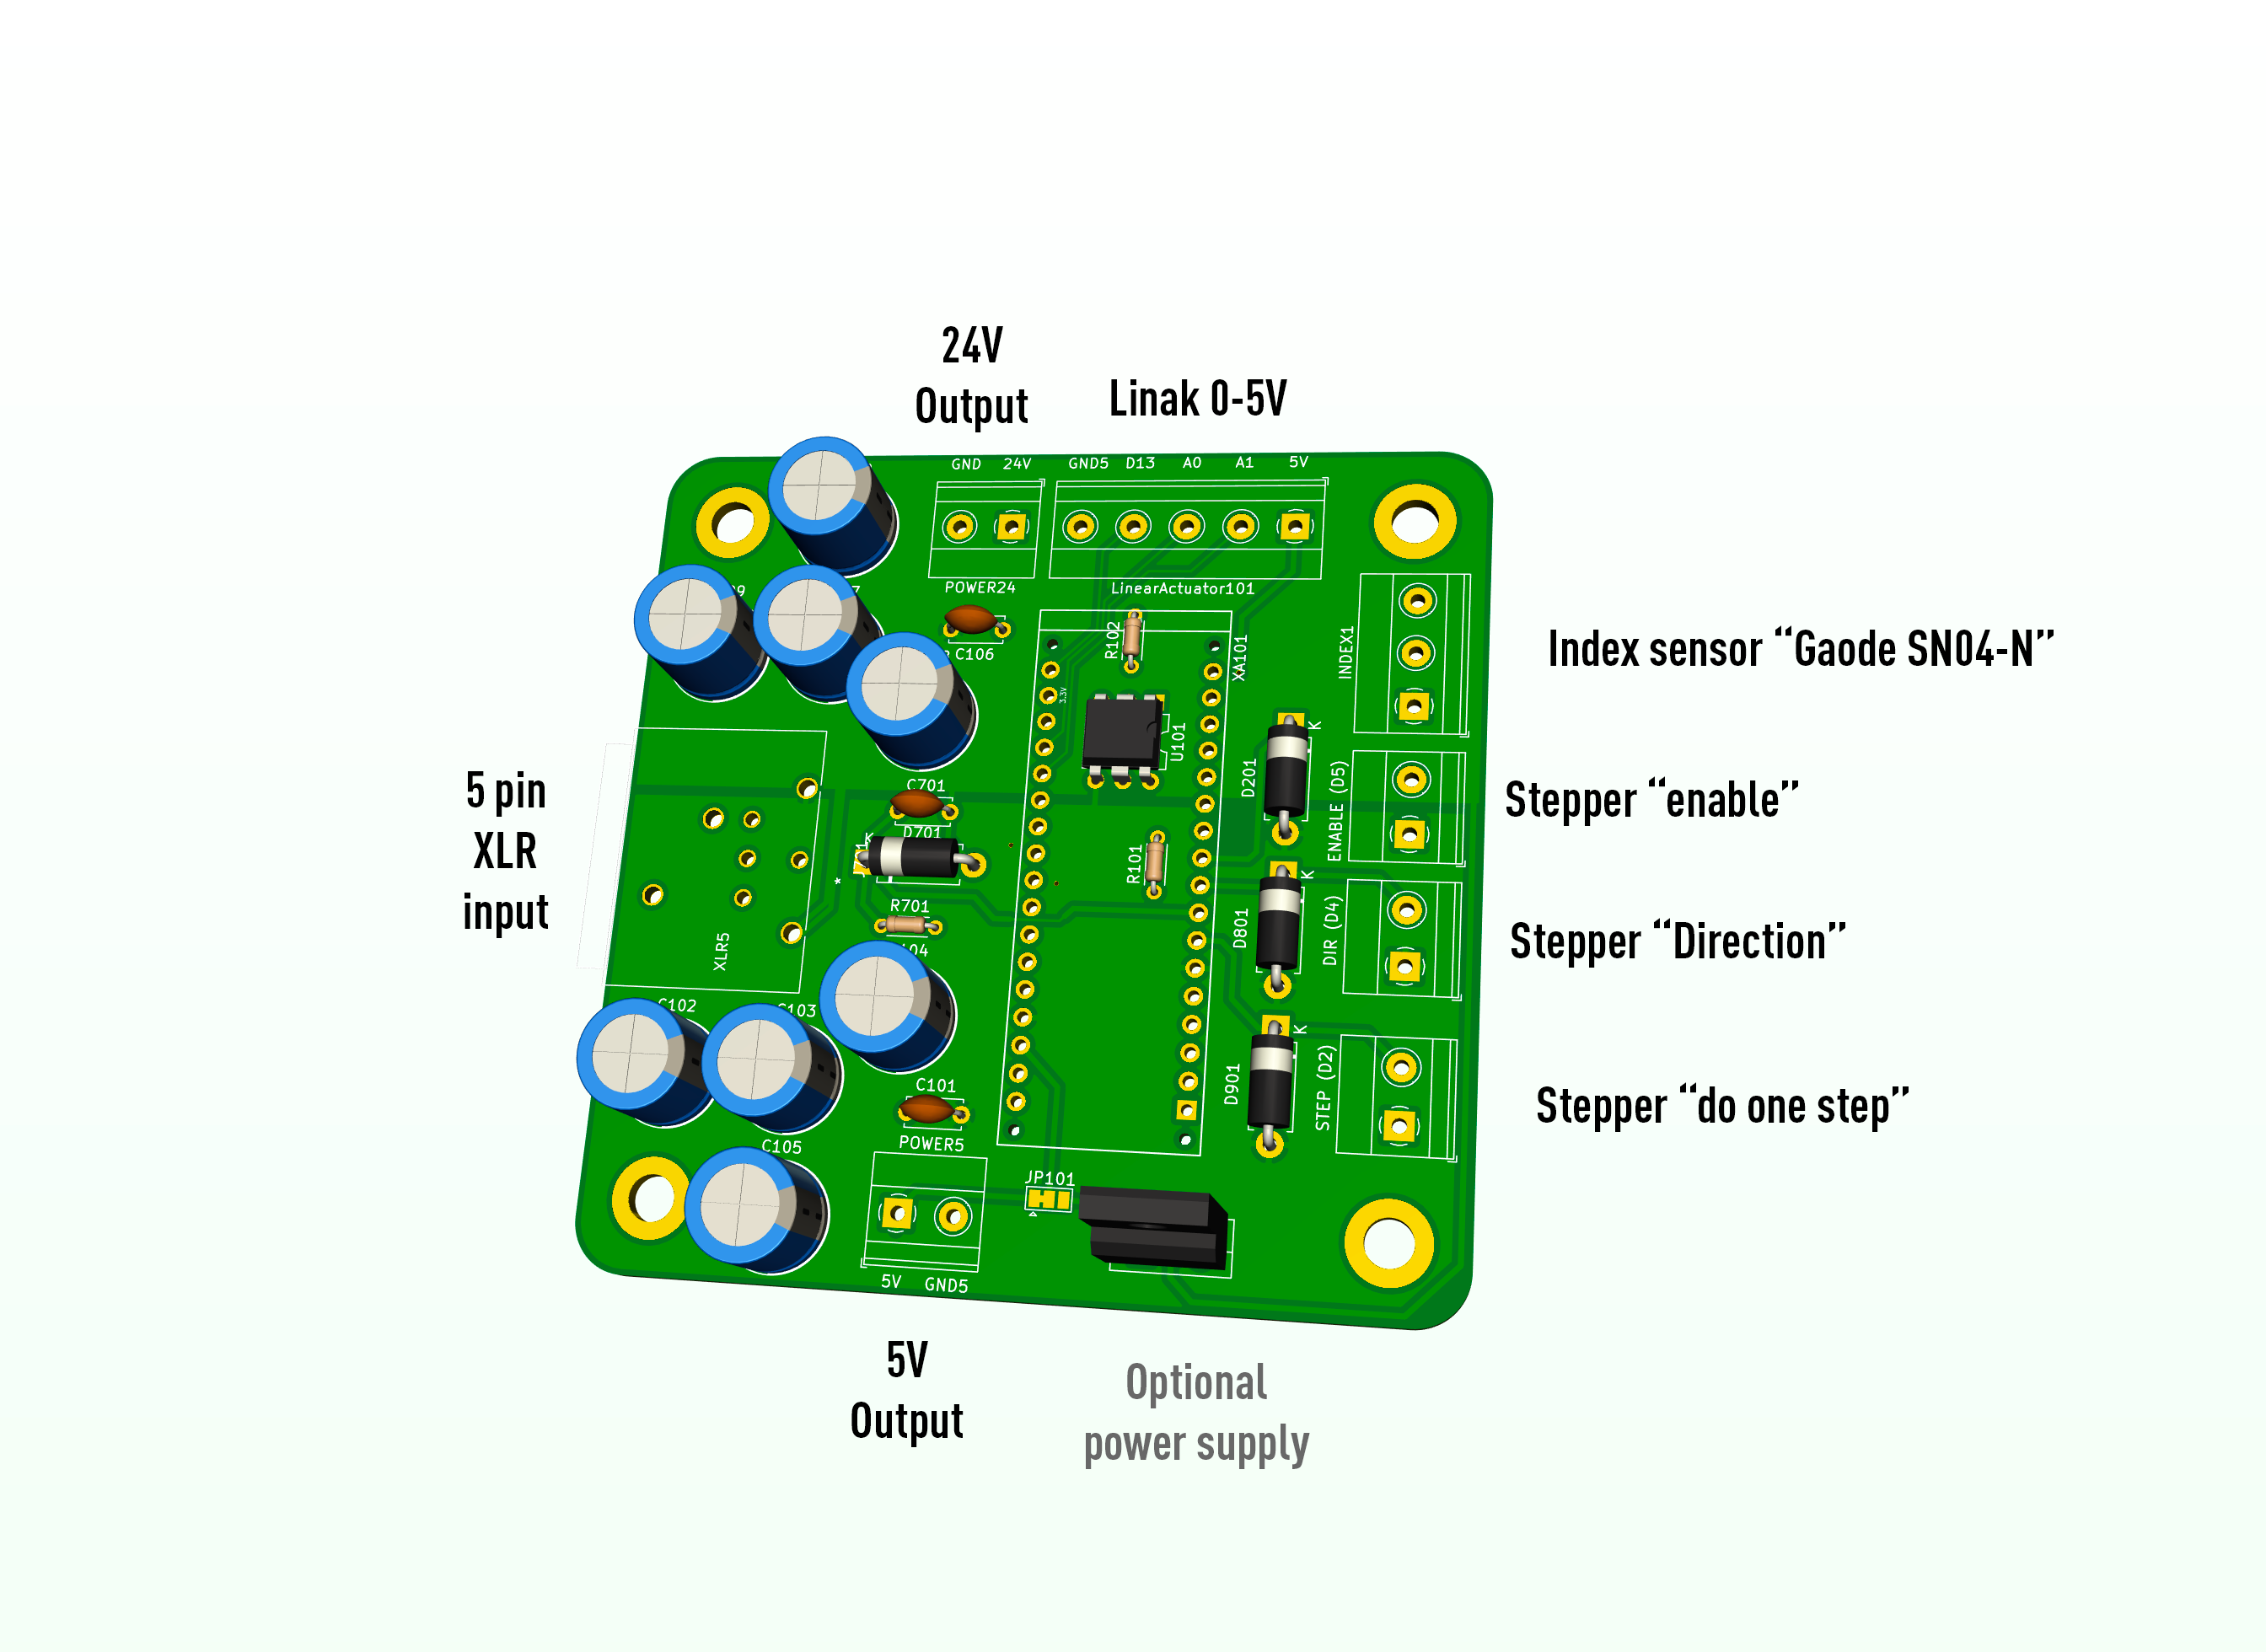 24V
Output
Linak 0-5V
GND 24V
GND5 D13 A0 A1 5V
POWER24
LinearActuator101
C106
R102
XA101
3.3V
U101
INDEX1
Index sensor “Gaode SN04-N”
K
D201
ENABLE (D5)
Stepper “enable”
5 pin
XLR
input
C701
D701
K
R701
R101
XLR5
*
K
D801
DIR (D4)
Stepper “Direction”
C102
C103
K
D901
STEP (D2)
Stepper “do one step”
C101
POWER5
C105
JP101
5V GND5
5V
Output
Optional
power supply